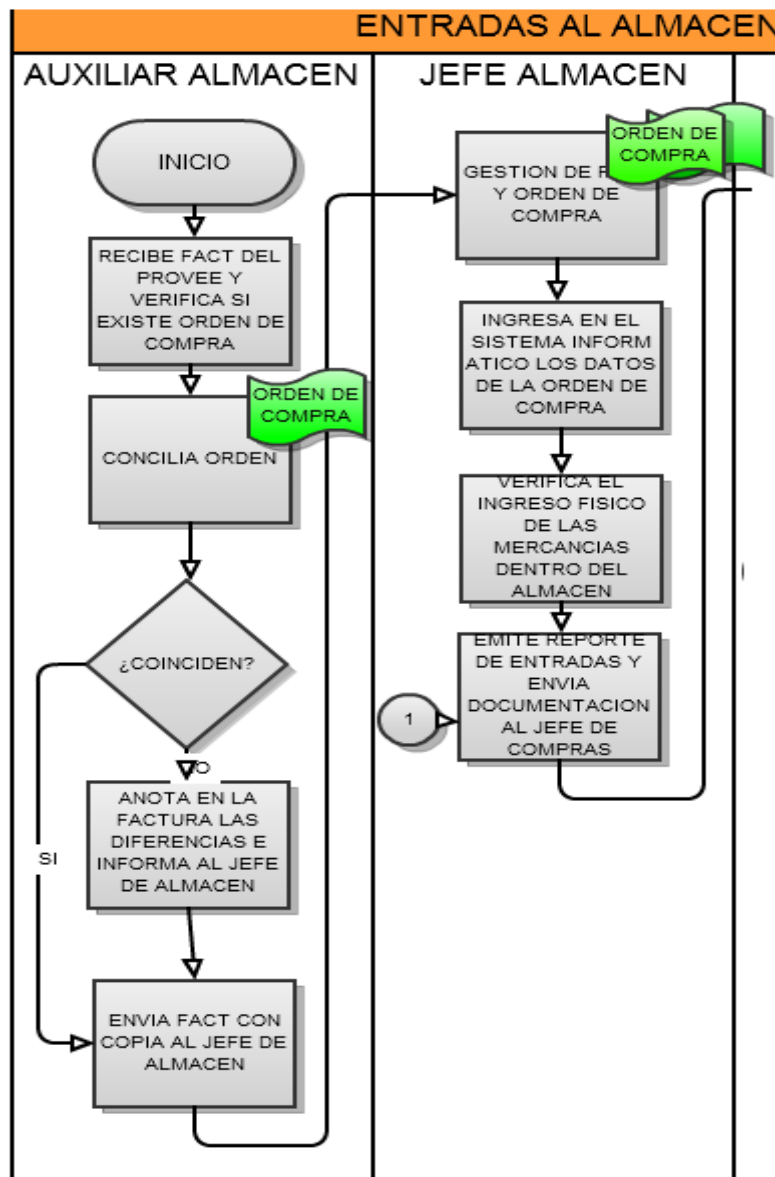 ENTRADAS AL ALMACEN
AUXILIAR ALMACEN
JEFE ALMACEN
INICIO
RECIBE FACT DEL
PROVEE Y
VERIFICA SI
EXISTE ORDEN DE
COMPRA
ORDEN DE
COMPRA
CONCILIA ORDEN
¿COINCIDEN?
ANOTA EN LA
FACTURA LAS
DIFERENCIAS E
INFORMA AL JEFE
DE ALMACEN
SI
ENVIA FACT CON
COPIA AL JEFE DE
ALMACEN
ORDEN DE
COMPRA
GESTION DE
Y ORDEN DE
COMPRA
INGRESA EN EL
SISTEMA INFORM
ATICO LOS DATOS
DE LA ORDEN DE
COMPRA
VERIFICA EL
INGRESO FISICO
DE LAS
MERCANCIAS
DENTRO DEL
ALMACEN
EMITE REPORTE
DE ENTRADAS Y
ENVIA
DOCUMENTACION
AL JEFE DE
COMPRAS
1